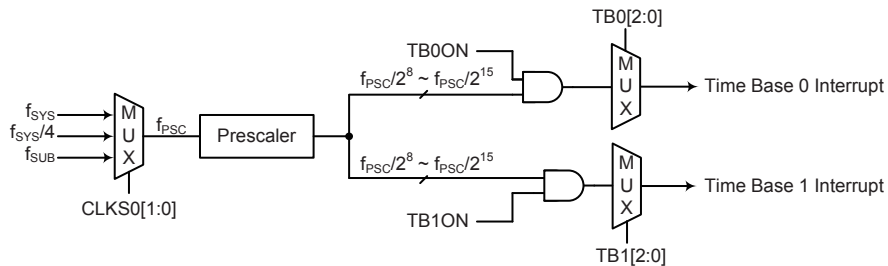 TB0[2:0]
TB0ON
M
U
X
fPSC/2^8 ~ fPSC/2^15
Time Base 0 Interrupt
fSYS
fSYS/4
fSUB
M
U
X
fPSC
Prescaler
CLKS0[1:0]
fPSC/2^8 ~ fPSC/2^15
M
U
X
Time Base 1 Interrupt
TB1ON
TB1[2:0]